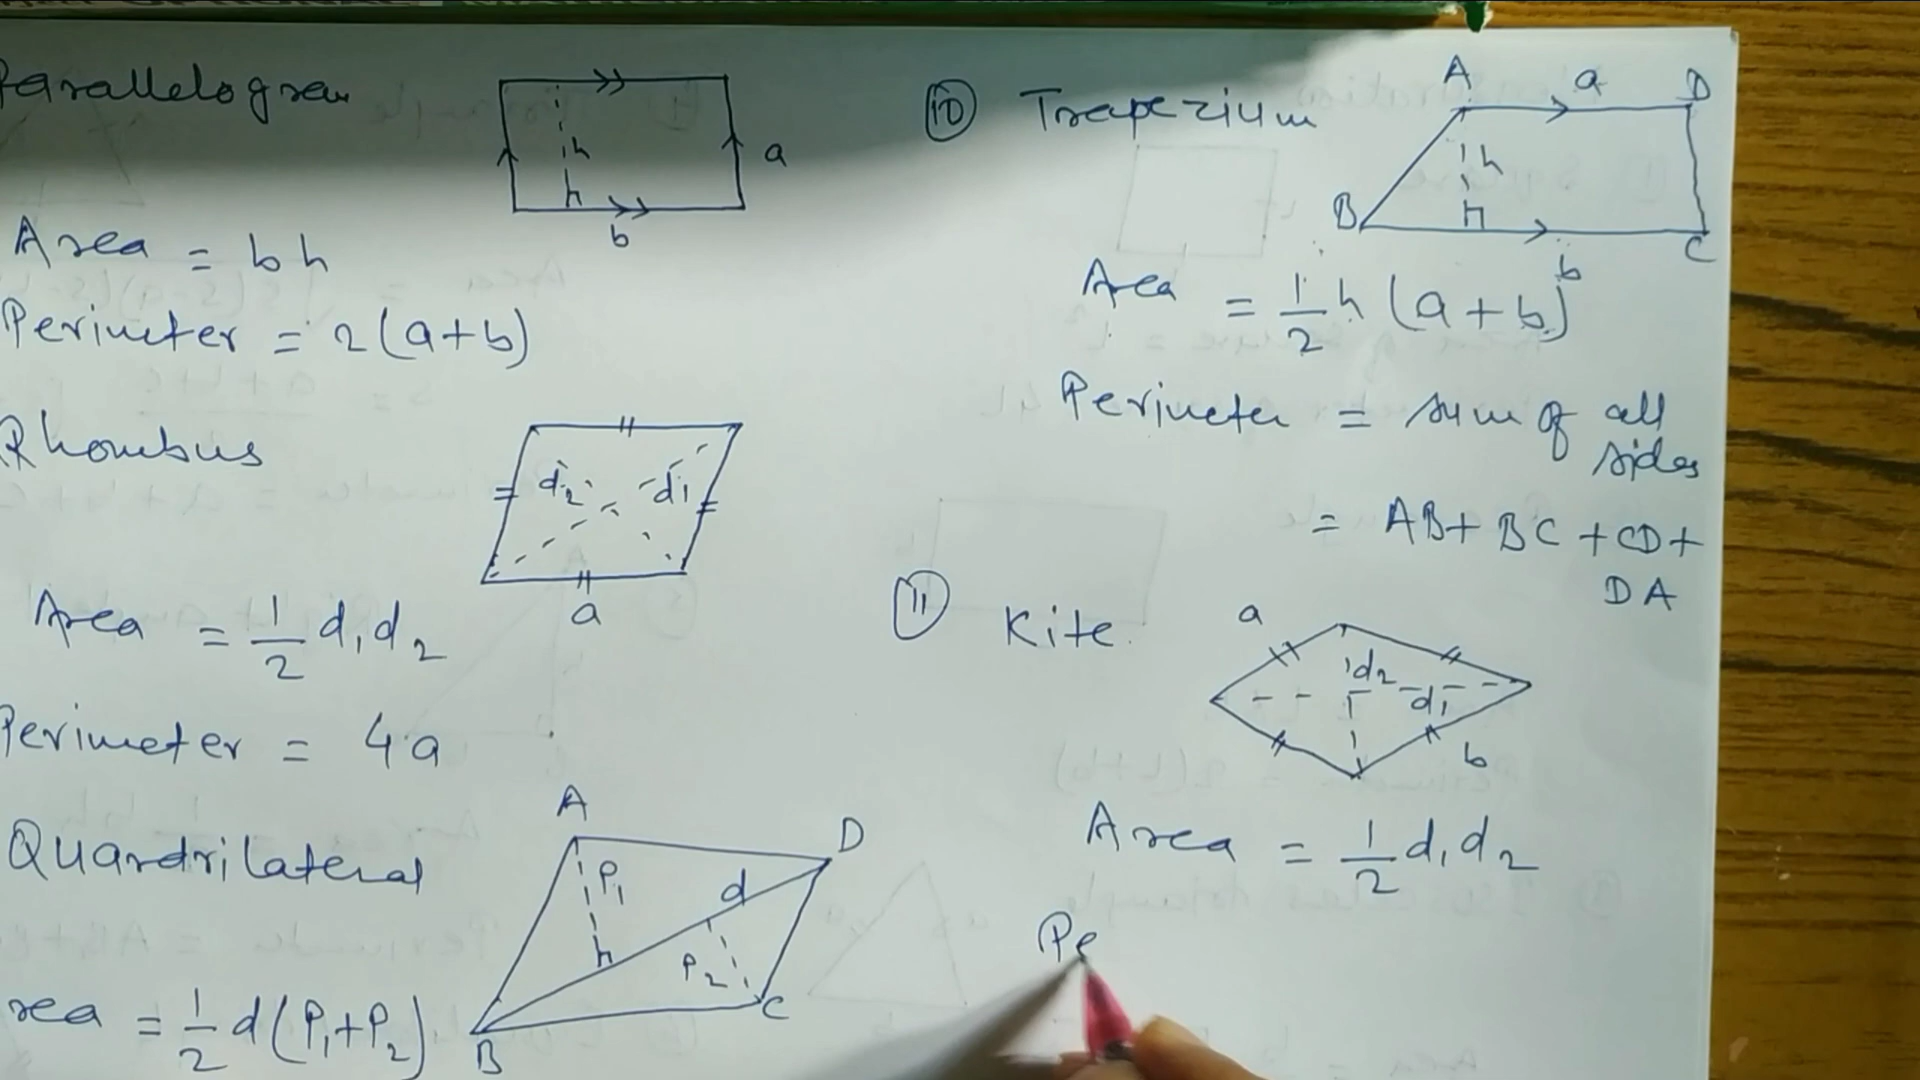 Parallelogram
h
a
b
Area = bh
Perimeter = 2(a+b)
Rhombus
d₂ d₁
a
Area = 1/2 d₁d₂
Perimeter = 4a
Quardrilateral
A
D
P₁
d
P₂
C
B
rea = 1/2 d(P₁+P₂)
10 Trapezium
A a D
h
B
C
b
Area = 1/2 h (a+b)
Perimeter = sum of all
sides
= AB+ BC +CD+
DA
11 Kite
a
d₂
d₁
b
Area = 1/2 d₁d₂
Pe